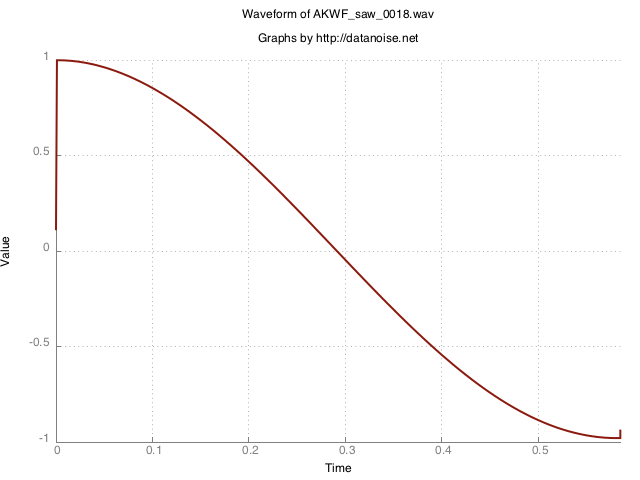 Waveform of AKWF_saw_0018.wav
Graphs by http://datanoise.net
1
0.5
0
-0.5
-1
Value
0 0.1 0.2 0.3 0.4 0.5
Time